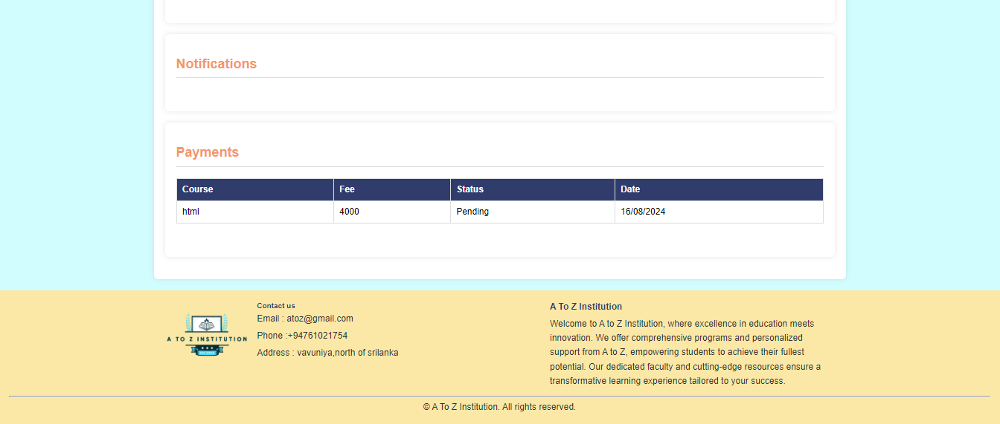 Notifications
Payments
Course Fee Status Date
html 4000 Pending 16/08/2024
A TO Z INSTITUTION
Contact us
Email : atoz@gmail.com
Phone :+94761021754
Address : vavuniya,north of srilanka
A To Z Institution
Welcome to A to Z Institution, where excellence in education meets
innovation. We offer comprehensive programs and personalized
support from A to Z, empowering students to achieve their fullest
potential. Our dedicated faculty and cutting-edge resources ensure a
transformative learning experience tailored to your success.
© A To Z Institution. All rights reserved.